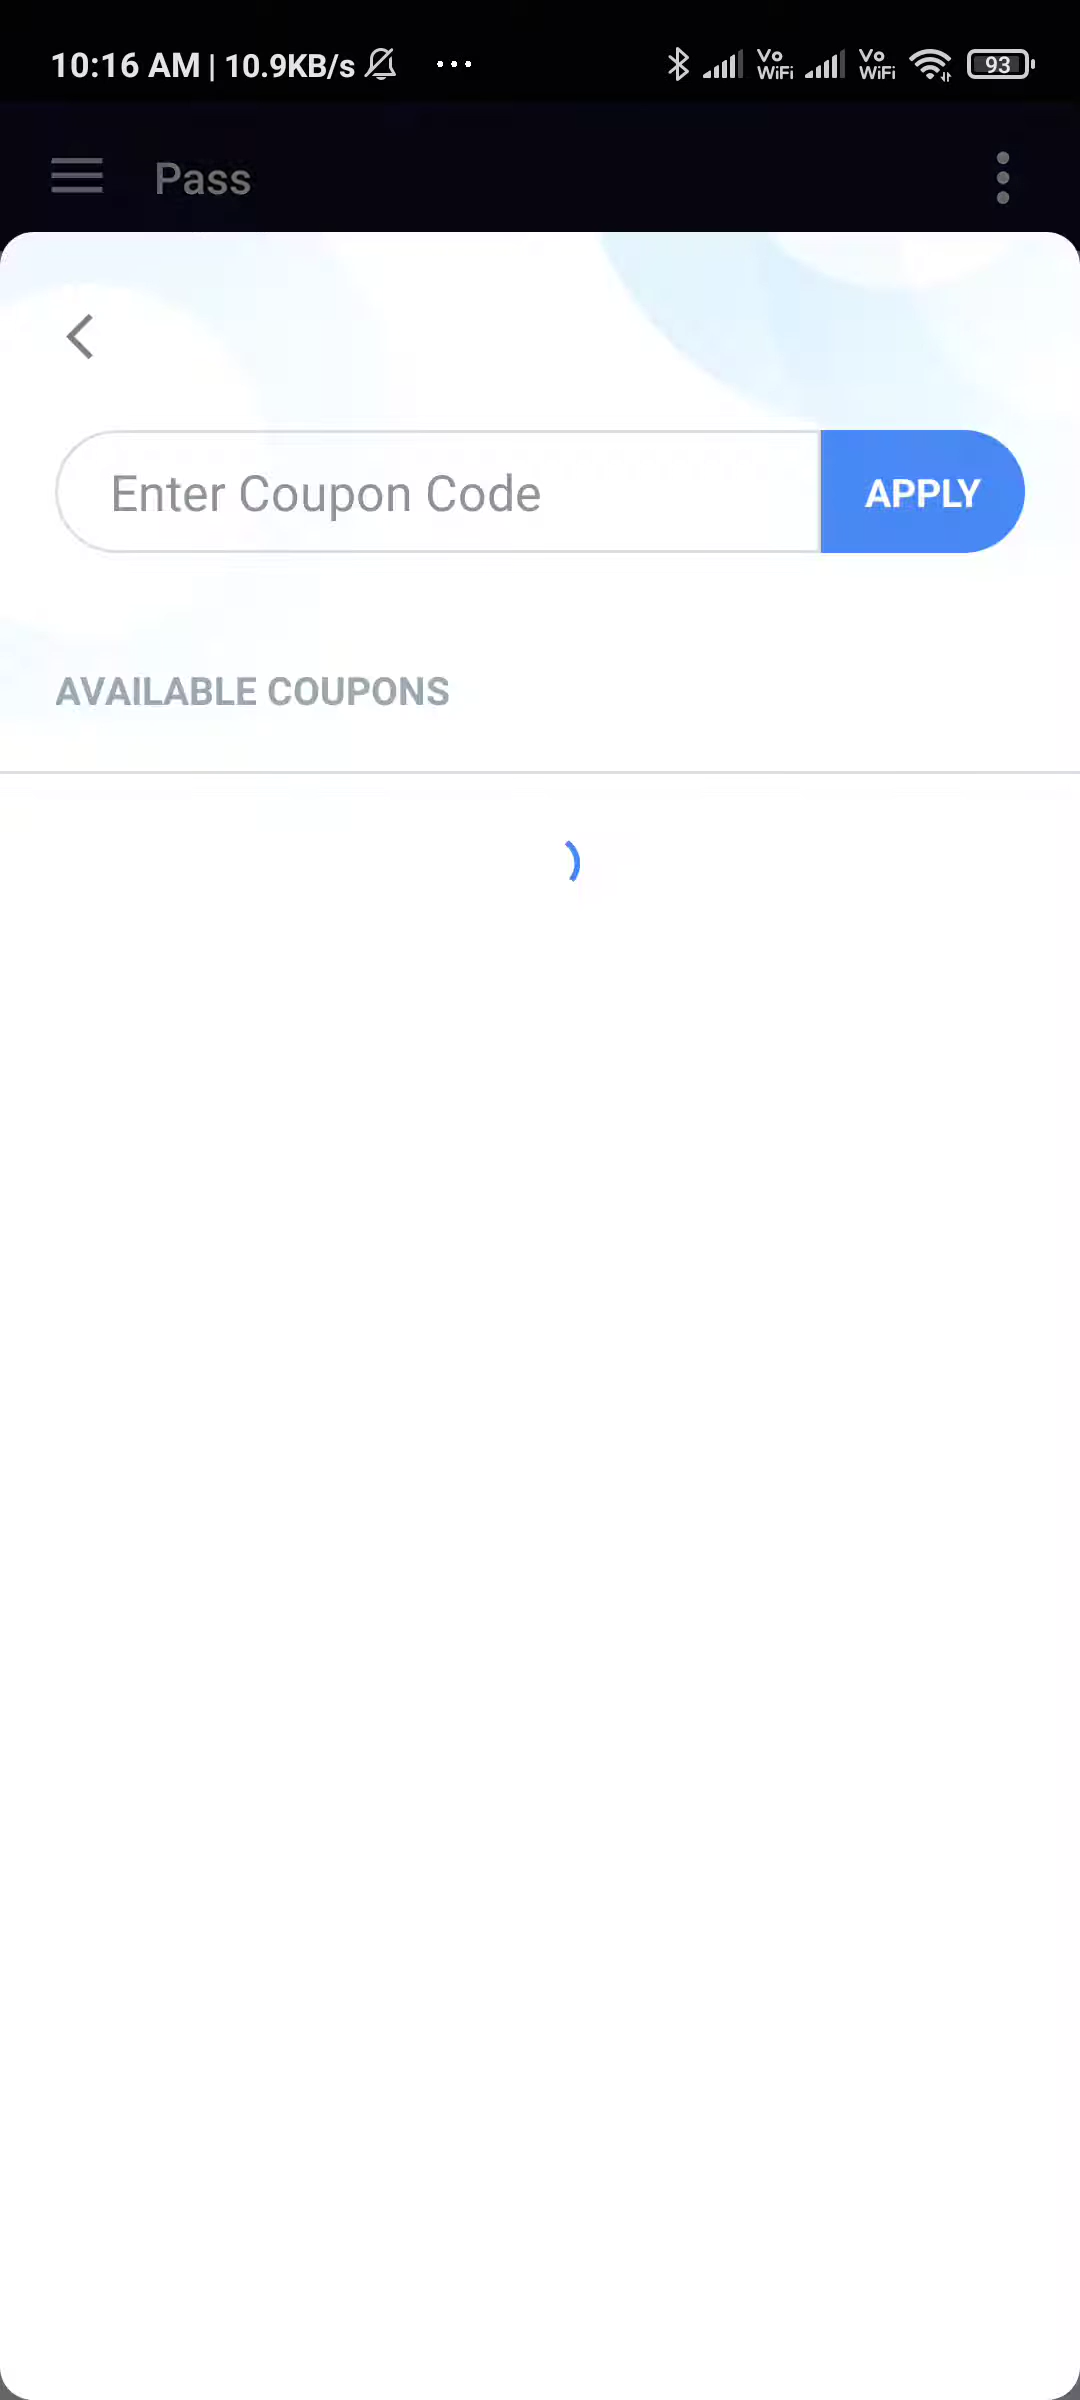 10:16 AM | 10.9KB/s ... Vo WiFi Vo WiFi 93
Pass
Enter Coupon Code
APPLY
AVAILABLE COUPONS